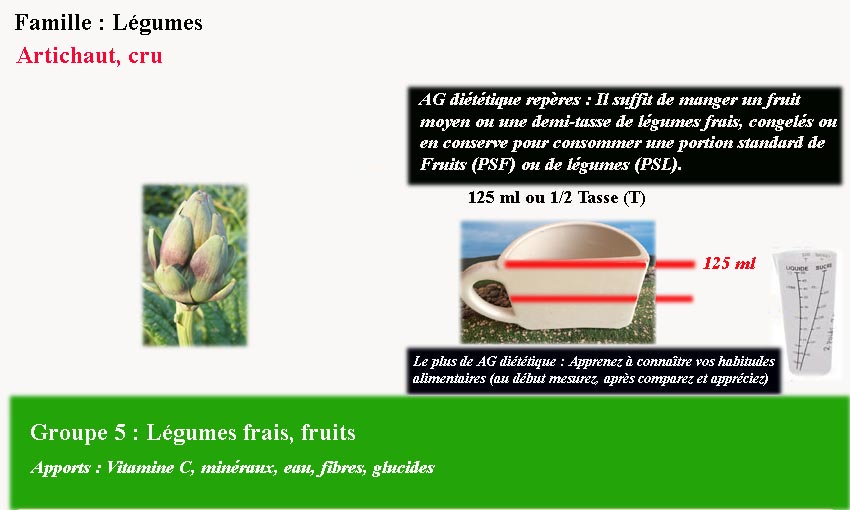 Famille : Légumes
Artichaut, cru
AG diététique repères : Il suffit de manger un fruit
moyen ou une demi-tasse de légumes frais, congelés ou
en conserve pour consommer une portion standard de
Fruits (PSF) ou de légumes (PSL).
125 ml ou 1/2 Tasse (T)
125 ml
LIQUIDE SUCRE
Le plus de AG diététique : Apprenez à connaître vos habitudes
alimentaires (au début mesurez, après comparez et appréciez)
Groupe 5 : Légumes frais, fruits
Apports : Vitamine C, minéraux, eau, fibres, glucides